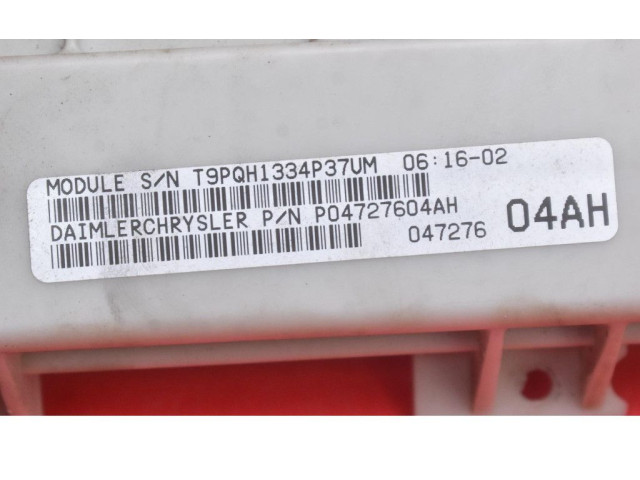 MODULE S/N T9PQH1334P37UM 06:16-02
DAIMLERCHRYSLER P/N P04727604AH
047276 04AH